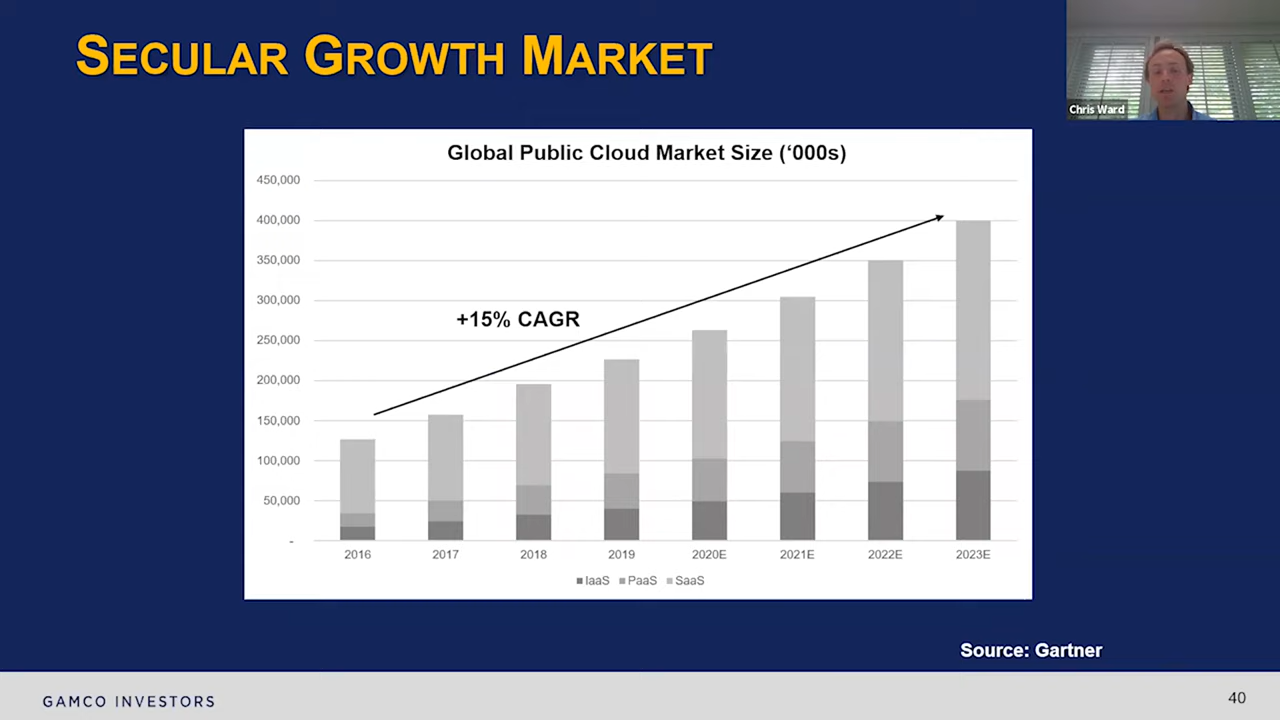 SECULAR GROWTH MARKET
Chris Ward
Global Public Cloud Market Size (‘000s)
450,000
400,000
350,000
300,000
250,000
200,000
150,000
100,000
50,000
-
+15% CAGR
2016 2017 2018 2019 2020E 2021E 2022E 2023E
IaaS PaaS SaaS
Source: Gartner
GAMCO INVESTORS
40